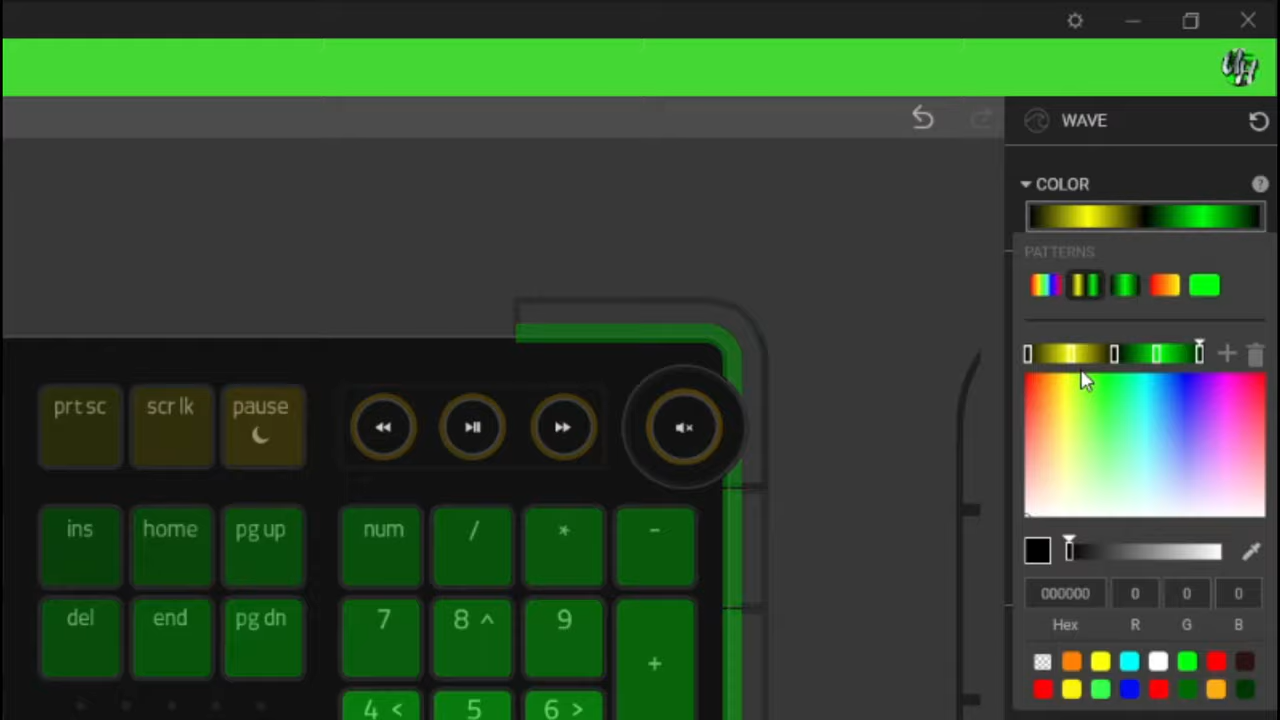 WAVE
COLOR
?
PATTERNS
prt sc scr lk pause
ins home pg up num / * -
del end pg dn 7 8 ^ 9 +
4 < 5 6 >
000000 0 0 0
Hex R G B